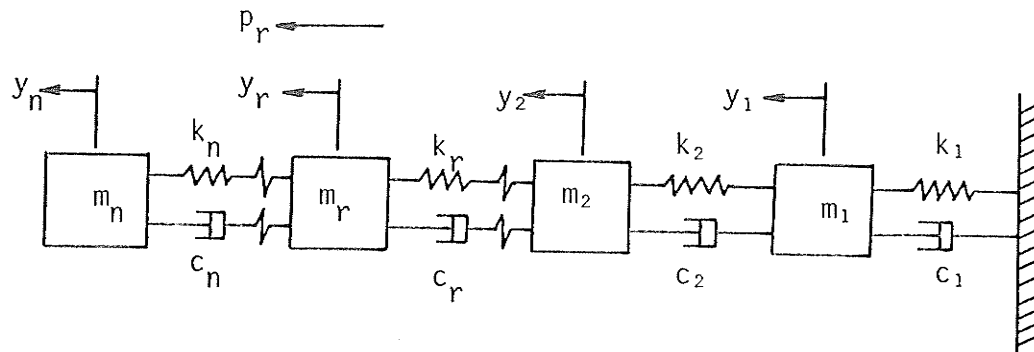 p_r
y_n y_r y_2 y_1
k_n k_r k_2 k_1
m_n m_r m_2 m_1
c_n c_r c_2 c_1